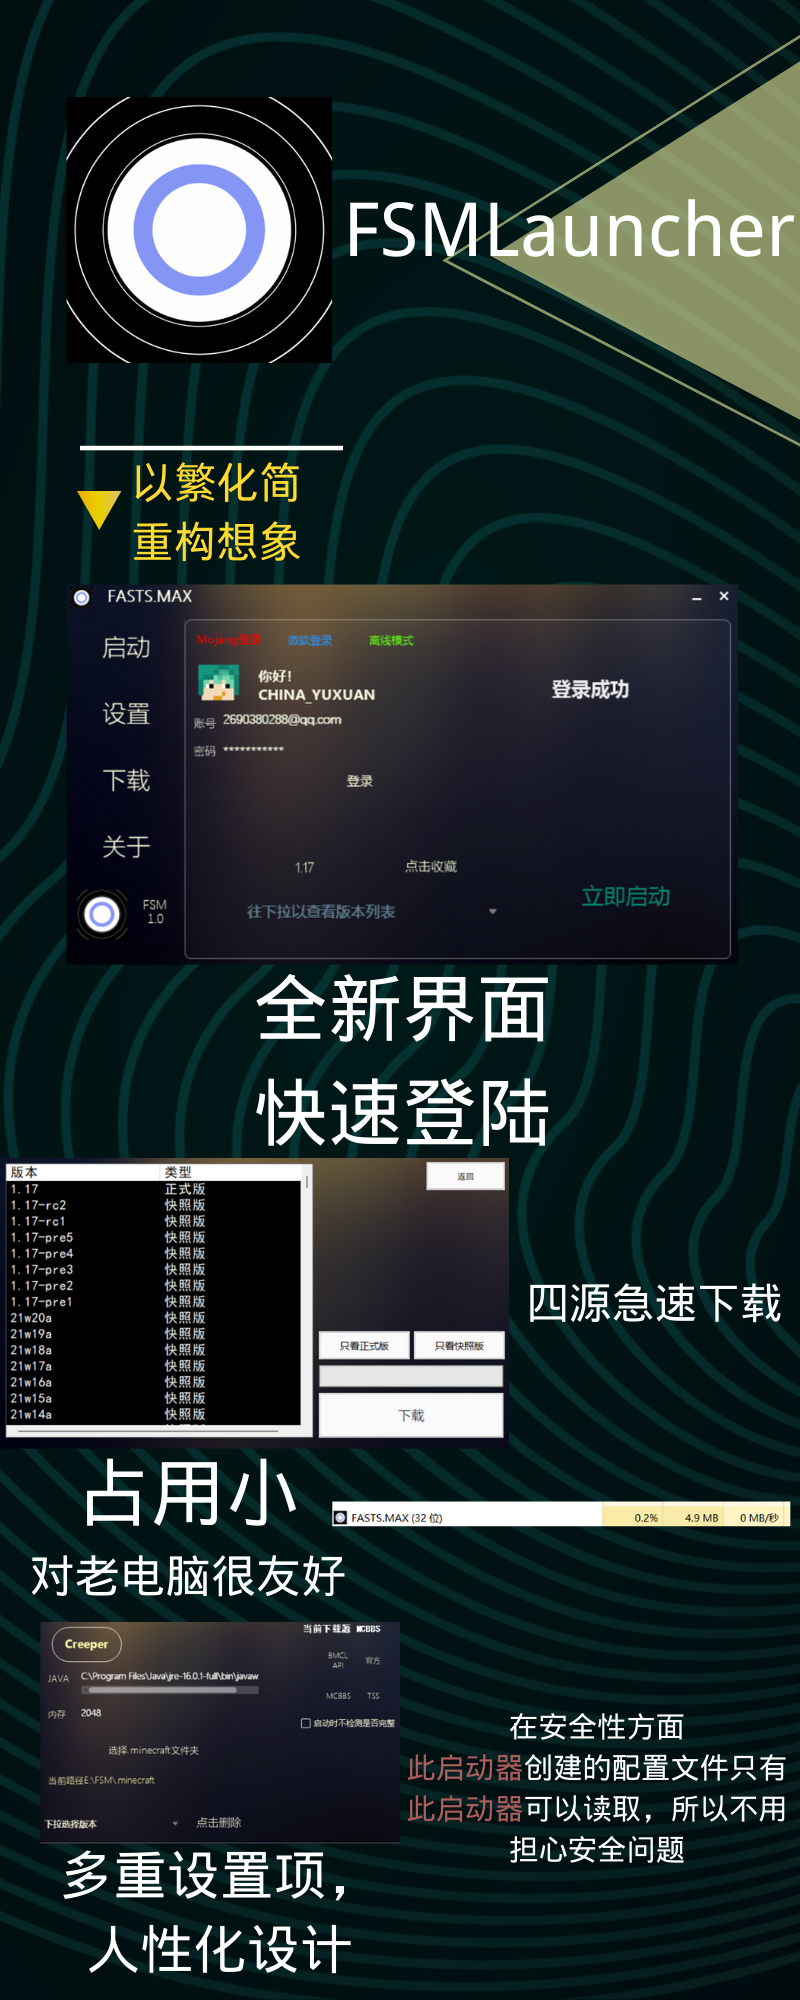 FSMLauncher
以繁化简
重构想象
FASTS.MAX
启动
设置
下载
关于
FSM
1.0
Mojang登录 微软登录 离线模式
你好!
CHINA_YUXUAN
登录成功
账号 2690380288@qq.com
密码 ***********
登录
1.17 点击收藏
往下拉以查看版本列表
立即启动
全新界面
快速登陆
版本 类型
1.17 正式版
1.17-rc2 快照版
1.17-rc1 快照版
1.17-pre5 快照版
1.17-pre4 快照版
1.17-pre3 快照版
1.17-pre2 快照版
1.17-pre1 快照版
21w20a 快照版
21w19a 快照版
21w18a 快照版
21w17a 快照版
21w16a 快照版
21w15a 快照版
21w14a 快照版
返回
只看正式版 只看快照版
下载
四源急速下载
占用小
FASTS.MAX (32 位) 0.2% 4.9 MB 0 MB/秒
对老电脑很友好
当前下载源 MCBBS
Creeper
BMCL
API
官方
JAVA C:\Program Files\Java\jre-16.0.1-full\bin\javaw
MCBBS TSS
内存 2048
启动时不检测是否完整
选择.minecraft文件夹
当前路径E:\FSM\.minecraft
下拉选择版本 点击删除
在安全性方面
此启动器创建的配置文件只有
此启动器可以读取，所以不用
担心安全问题
多重设置项，
人性化设计